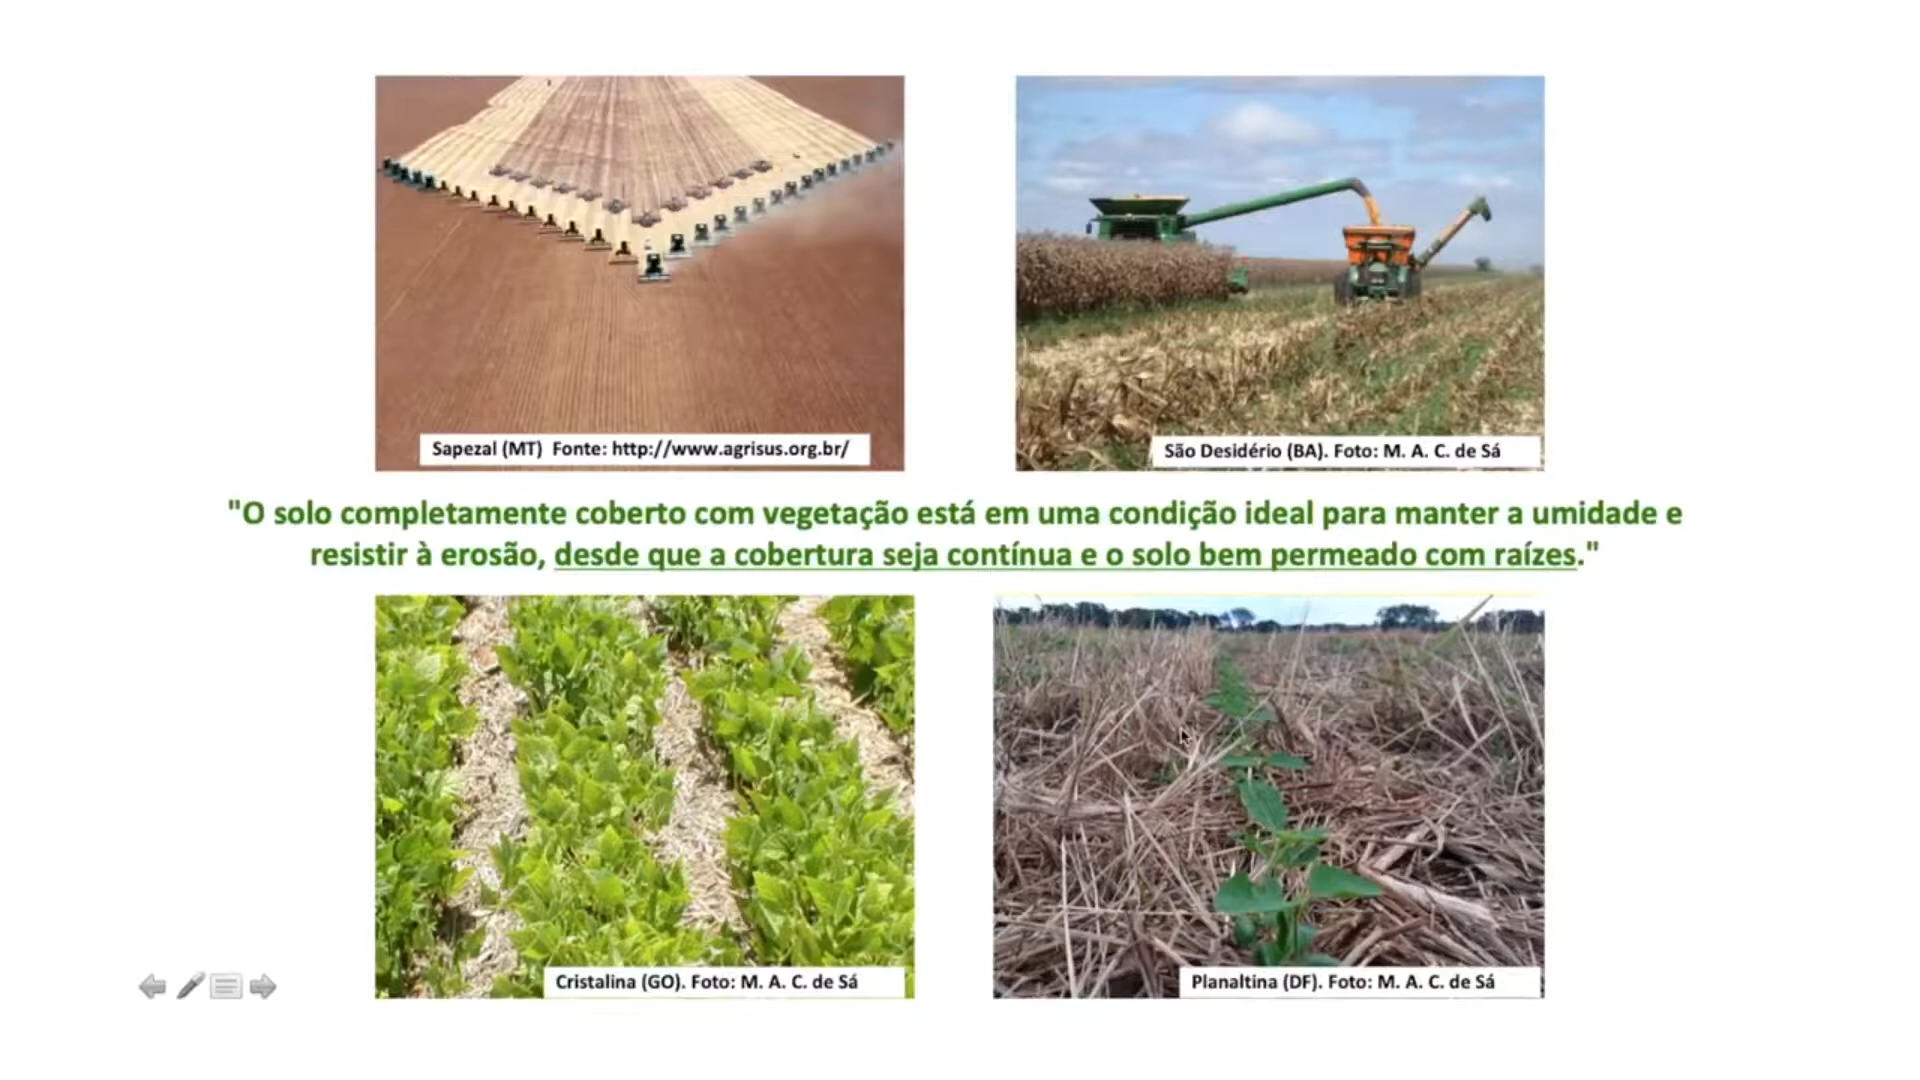 Sapezal (MT)  Fonte: http://www.agrisus.org.br/
São Desidério (BA). Foto: M. A. C. de Sá
"O solo completamente coberto com vegetação está em uma condição ideal para manter a umidade e
resistir à erosão, desde que a cobertura seja contínua e o solo bem permeado com raízes."
Cristalina (GO). Foto: M. A. C. de Sá
Planaltina (DF). Foto: M. A. C. de Sá